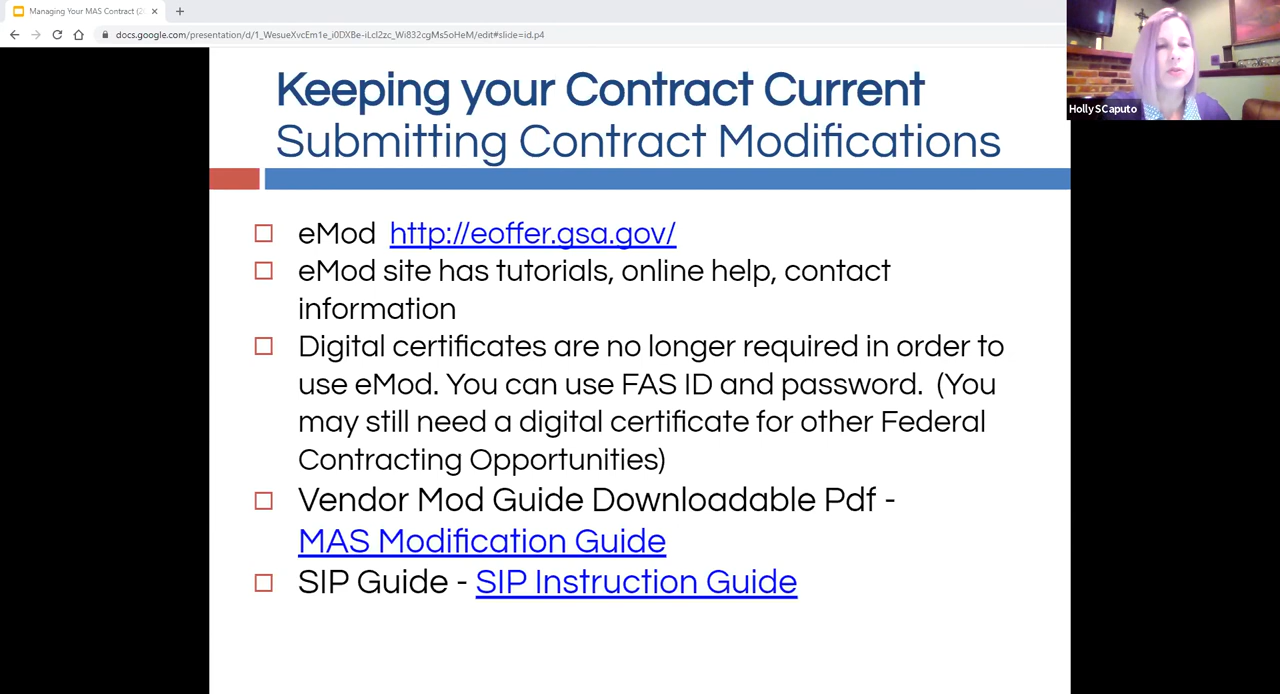 Managing Your MAS Contract (2
docs.google.com/presentation/d/1_WesueXvcEm1e_i0DXBe-iLcl2zc_Wi832cgMs5oHeM/edit#slide=id.p4
Holly SCaputo
Keeping your Contract Current
Submitting Contract Modifications
eMod http://eoffer.gsa.gov/
eMod site has tutorials, online help, contact
information
Digital certificates are no longer required in order to
use eMod. You can use FAS ID and password. (You
may still need a digital certificate for other Federal
Contracting Opportunities)
Vendor Mod Guide Downloadable Pdf -
MAS Modification Guide
SIP Guide - SIP Instruction Guide